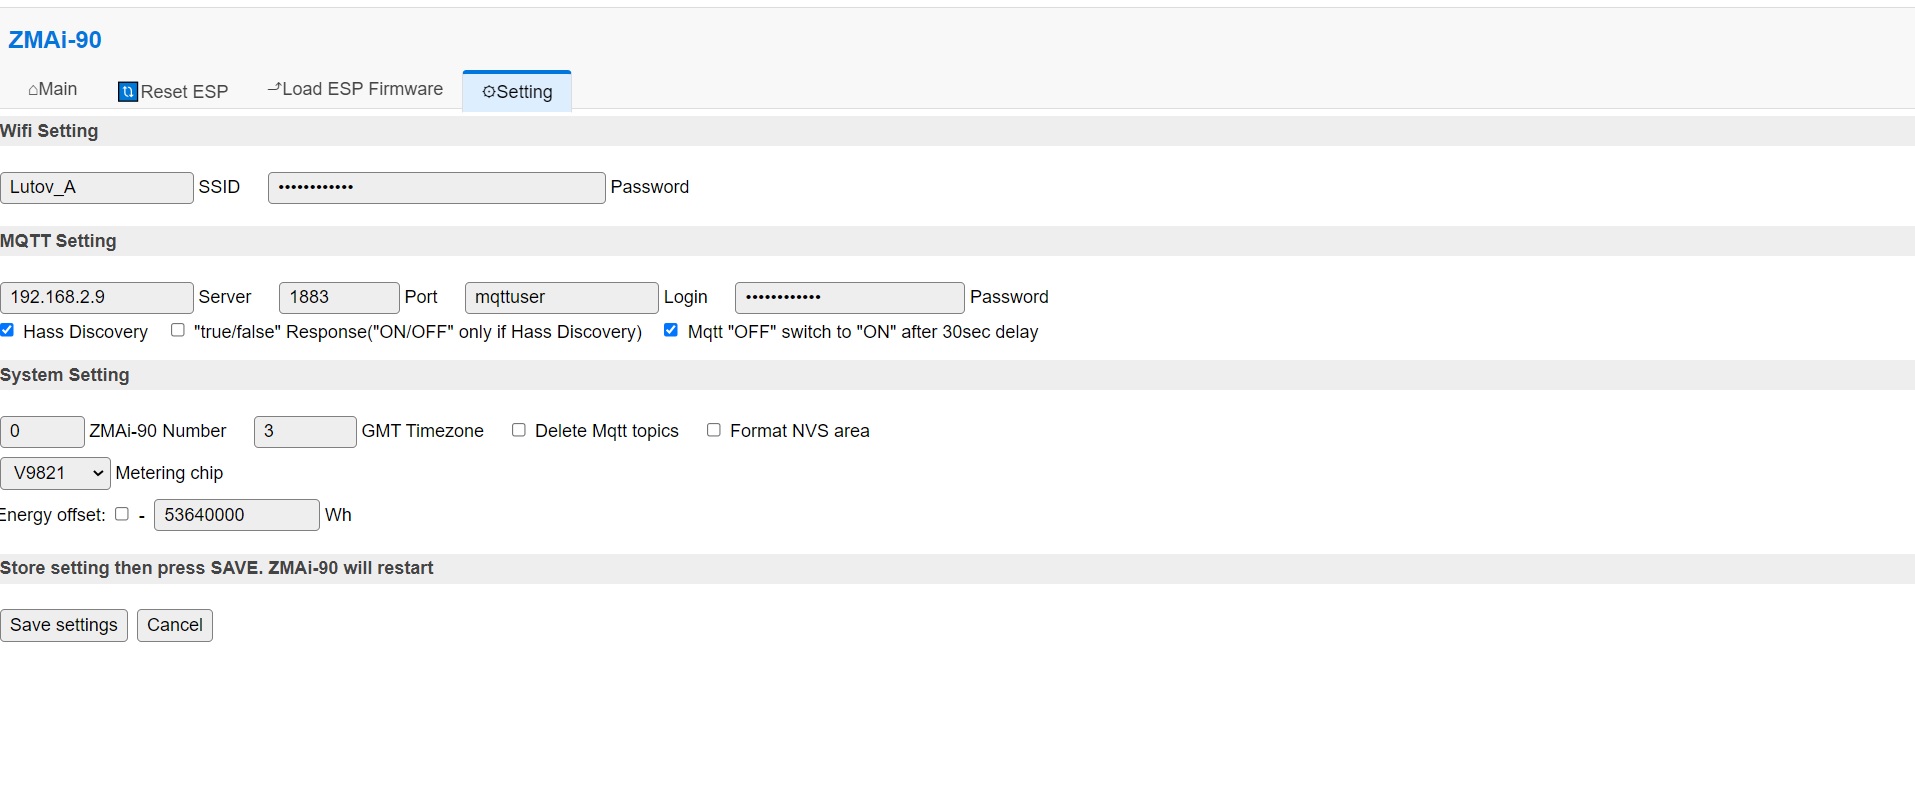 ZMAi-90
⌂Main 🔃Reset ESP ⮍Load ESP Firmware ⚙Setting
Wifi Setting
Lutov_A SSID •••••••••••• Password
MQTT Setting
192.168.2.9 Server 1883 Port mqttuser Login •••••••••••• Password
Hass Discovery "true/false" Response("ON/OFF" only if Hass Discovery) Mqtt "OFF" switch to "ON" after 30sec delay
System Setting
0 ZMAi-90 Number 3 GMT Timezone Delete Mqtt topics Format NVS area
V9821 Metering chip
Energy offset: - 53640000 Wh
Store setting then press SAVE. ZMAi-90 will restart
Save settings Cancel